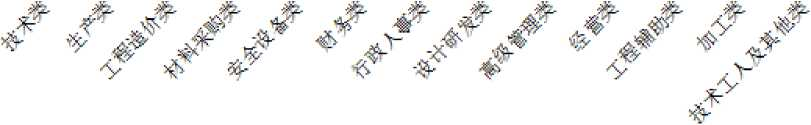 技术类
生产类
工程造价类
材料采购类
安全设备类
财务类
行政人事类
设计研发类
高级管理类
经营类
工程辅助类
加工类
技术工人及其他类